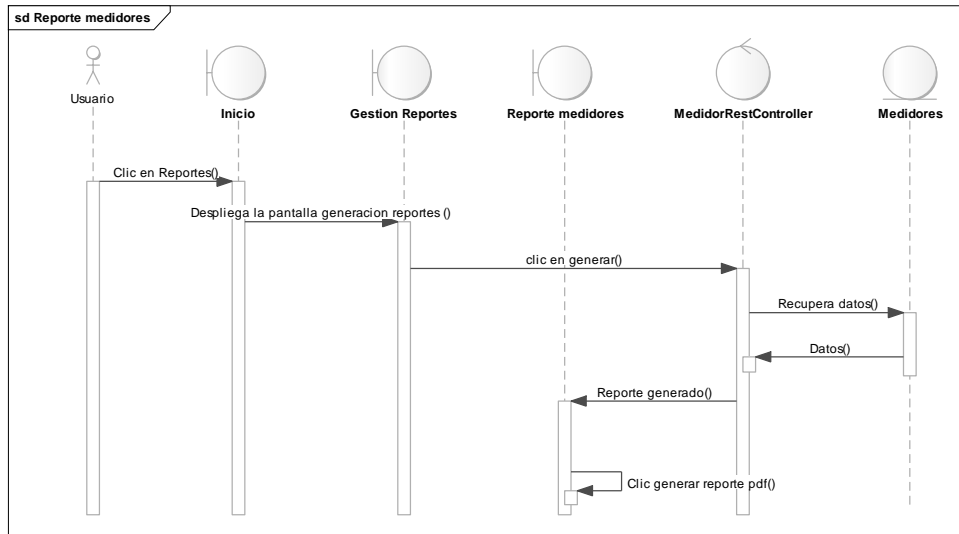 sd Reporte medidores
Usuario
Inicio
Gestion Reportes
Reporte medidores
MedidorRestController
Medidores
Clic en Reportes()
Despliega la pantalla generacion reportes ()
clic en generar()
Recupera datos()
Datos()
Reporte generado()
Clic generar reporte pdf()